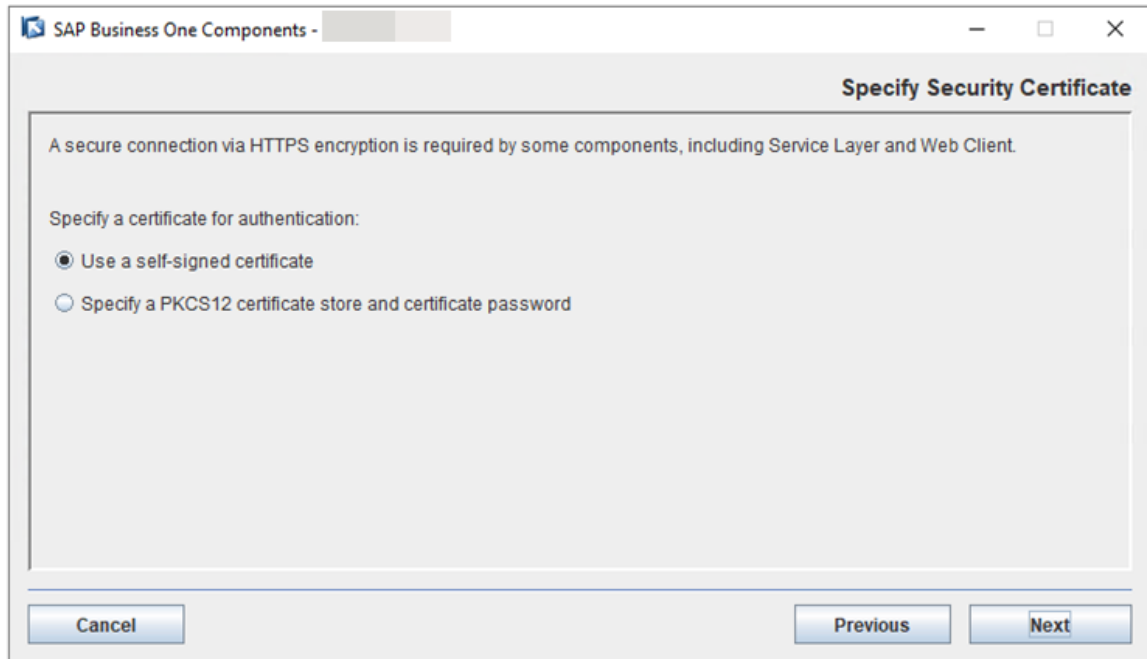 SAP Business One Components -
Specify Security Certificate
A secure connection via HTTPS encryption is required by some components, including Service Layer and Web Client.
Specify a certificate for authentication:
Use a self-signed certificate
Specify a PKCS12 certificate store and certificate password
Cancel Previous Next